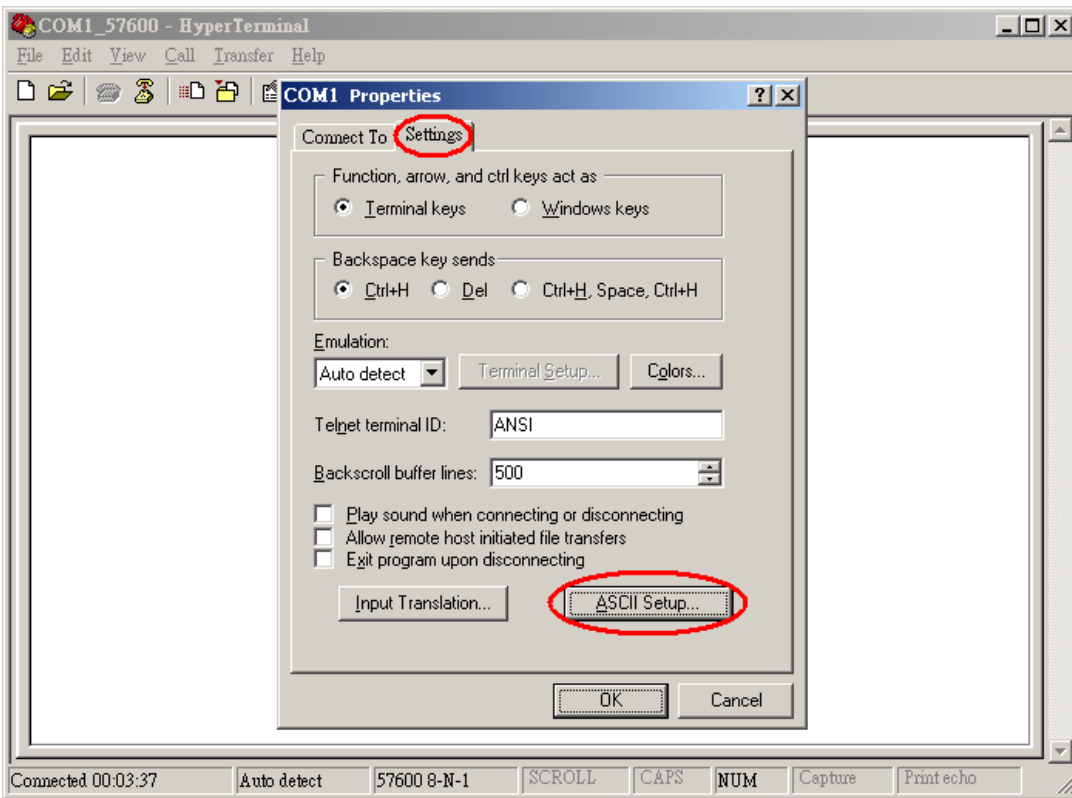 COM1_57600 - HyperTerminal
File Edit View Call Transfer Help
COM1 Properties
Connect To Settings
Function, arrow, and ctrl keys act as
Terminal keys Windows keys
Backspace key sends
Ctrl+H Del Ctrl+H, Space, Ctrl+H
Emulation:
Auto detect Terminal Setup... Colors...
Telnet terminal ID: ANSI
Backscroll buffer lines: 500
Play sound when connecting or disconnecting
Allow remote host initiated file transfers
Exit program upon disconnecting
Input Translation... ASCII Setup...
OK Cancel
Connected 00:03:37 Auto detect 57600 8-N-1 SCROLL CAPS NUM Capture Print echo